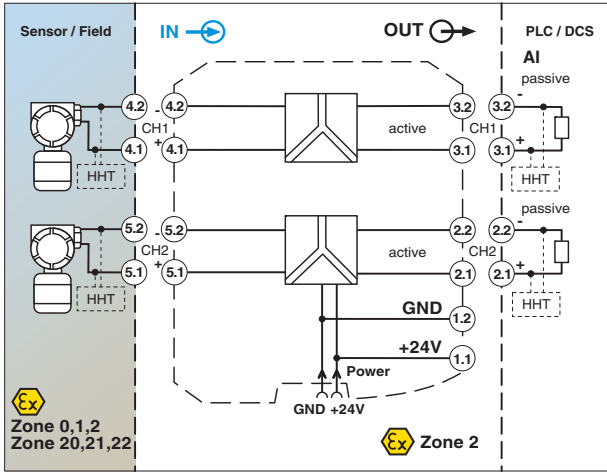 Sensor / Field
IN
OUT
PLC / DCS
AI
passive
4.2 4.2 3.2 3.2
- CH1 active CH1 -
+ +
4.1 4.1 3.1 3.1
HHT HHT
passive
5.2 5.2 2.2 2.2
- CH2 active CH2 -
+ +
5.1 5.1 2.1 2.1
HHT HHT
GND 1.2
+24V 1.1
Power
GND +24V
Ex
Zone 0,1,2
Zone 20,21,22
Ex Zone 2